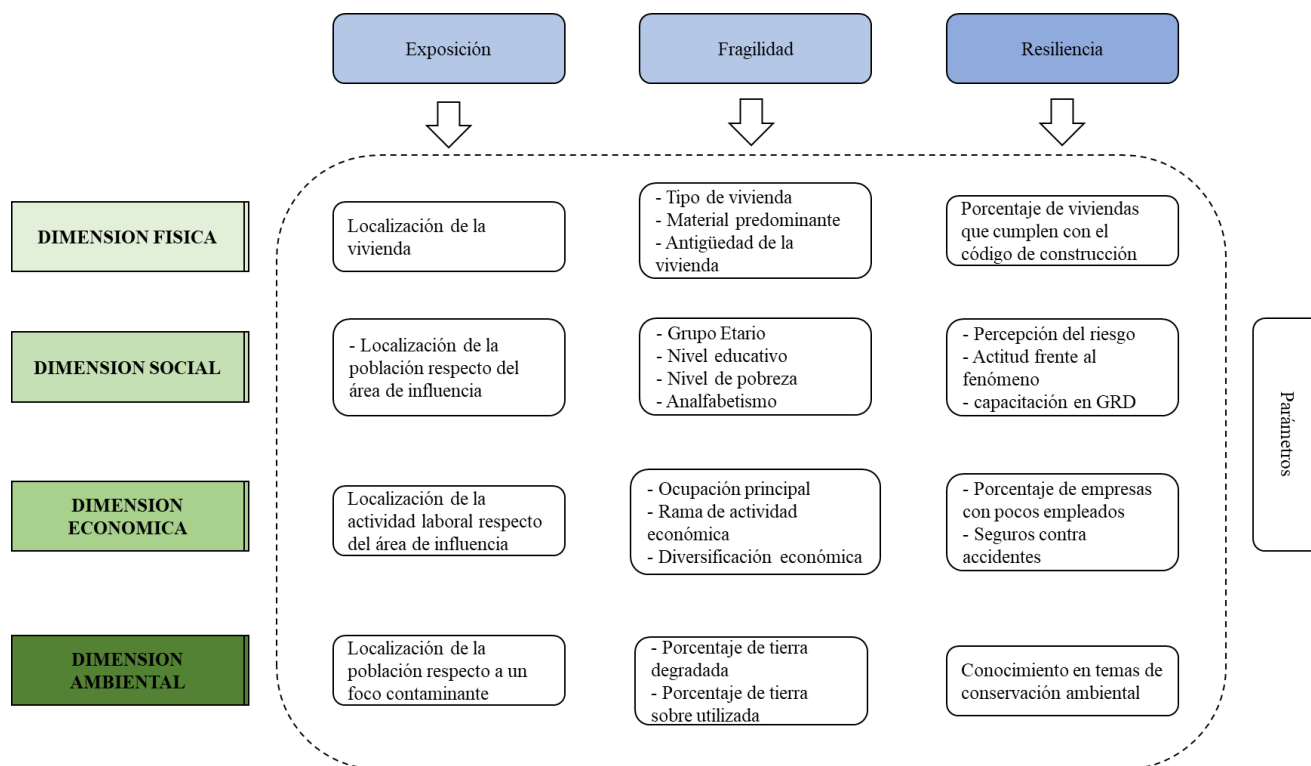 Exposición
Fragilidad
Resiliencia
DIMENSION FISICA
Localización de la
vivienda
- Tipo de vivienda
- Material predominante
- Antigüedad de la
vivienda
Porcentaje de viviendas
que cumplen con el
código de construcción
DIMENSION SOCIAL
- Localización de la
población respecto del
área de influencia
- Grupo Etario
- Nivel educativo
- Nivel de pobreza
- Analfabetismo
- Percepción del riesgo
- Actitud frente al
fenómeno
- capacitación en GRD
Parámetros
DIMENSION
ECONOMICA
Localización de la
actividad laboral respecto
del área de influencia
- Ocupación principal
- Rama de actividad
económica
- Diversificación económica
- Porcentaje de empresas
con pocos empleados
- Seguros contra
accidentes
DIMENSION
AMBIENTAL
Localización de la
población respecto a un
foco contaminante
- Porcentaje de tierra
degradada
- Porcentaje de tierra
sobre utilizada
Conocimiento en temas de
conservación ambiental